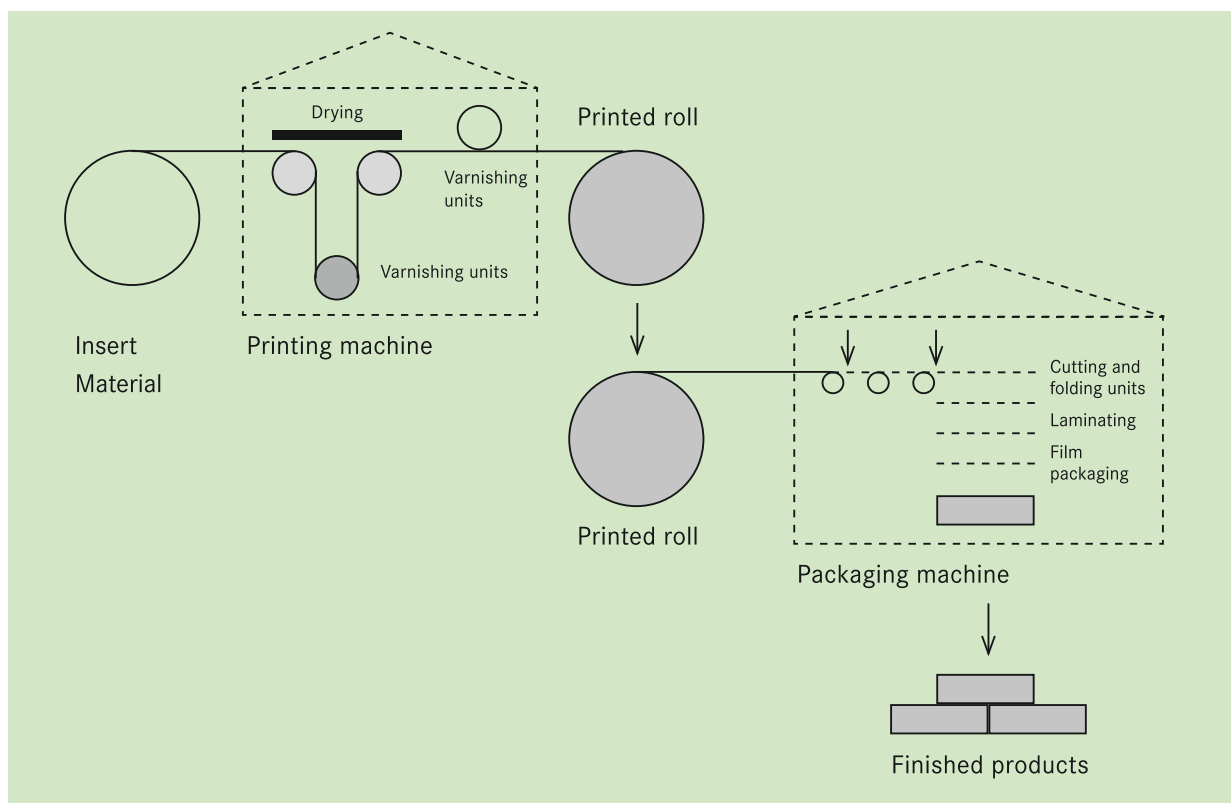 Drying
Printed roll
Varnishing
units
Varnishing units
Insert
Material
Printing machine
Cutting and
folding units
Laminating
Film
packaging
Printed roll
Packaging machine
Finished products